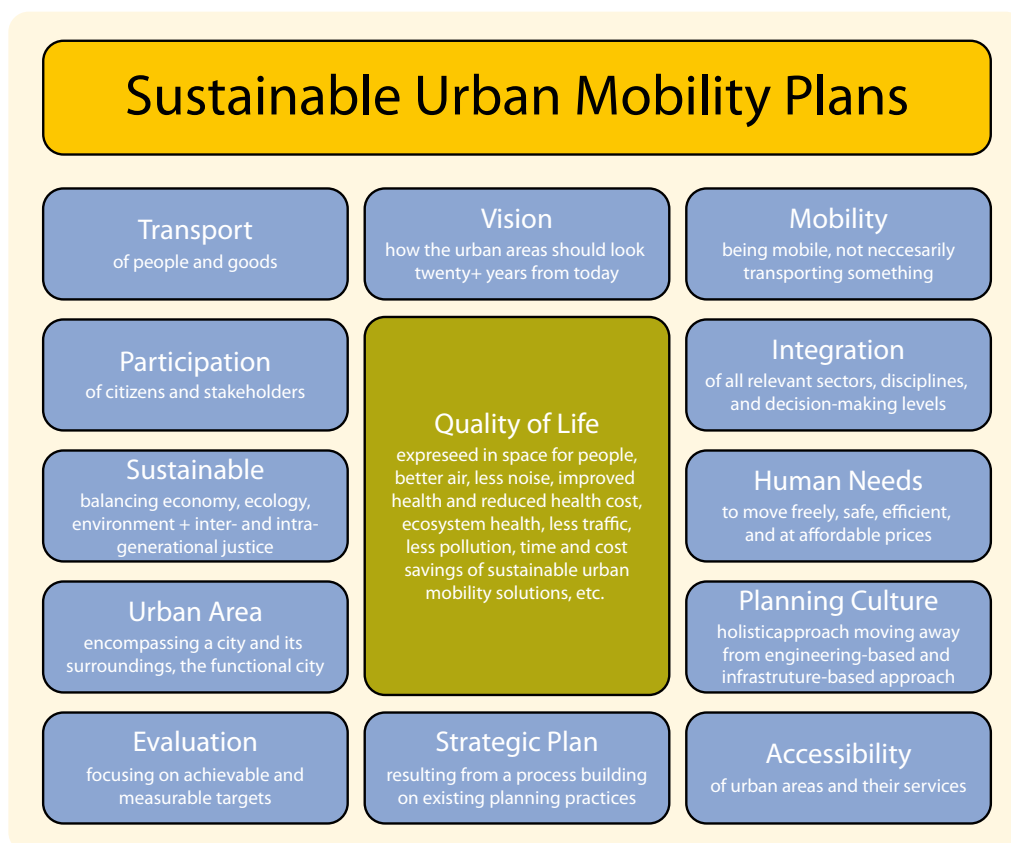 Sustainable Urban Mobility Plans
Transport
of people and goods
Vision
how the urban areas should look
twenty+ years from today
Mobility
being mobile, not neccesarily
transporting something
Participation
of citizens and stakeholders
Integration
of all relevant sectors, disciplines,
and decision-making levels
Quality of Life
expreseed in space for people,
better air, less noise, improved
health and reduced health cost,
ecosystem health, less traffic,
less pollution, time and cost
savings of sustainable urban
mobility solutions, etc.
Sustainable
balancing economy, ecology,
environment + inter- and intra-
generational justice
Human Needs
to move freely, safe, efficient,
and at affordable prices
Urban Area
encompassing a city and its
surroundings, the functional city
Planning Culture
holisticapproach moving away
from engineering-based and
infrastruture-based approach
Evaluation
focusing on achievable and
measurable targets
Strategic Plan
resulting from a process building
on existing planning practices
Accessibility
of urban areas and their services